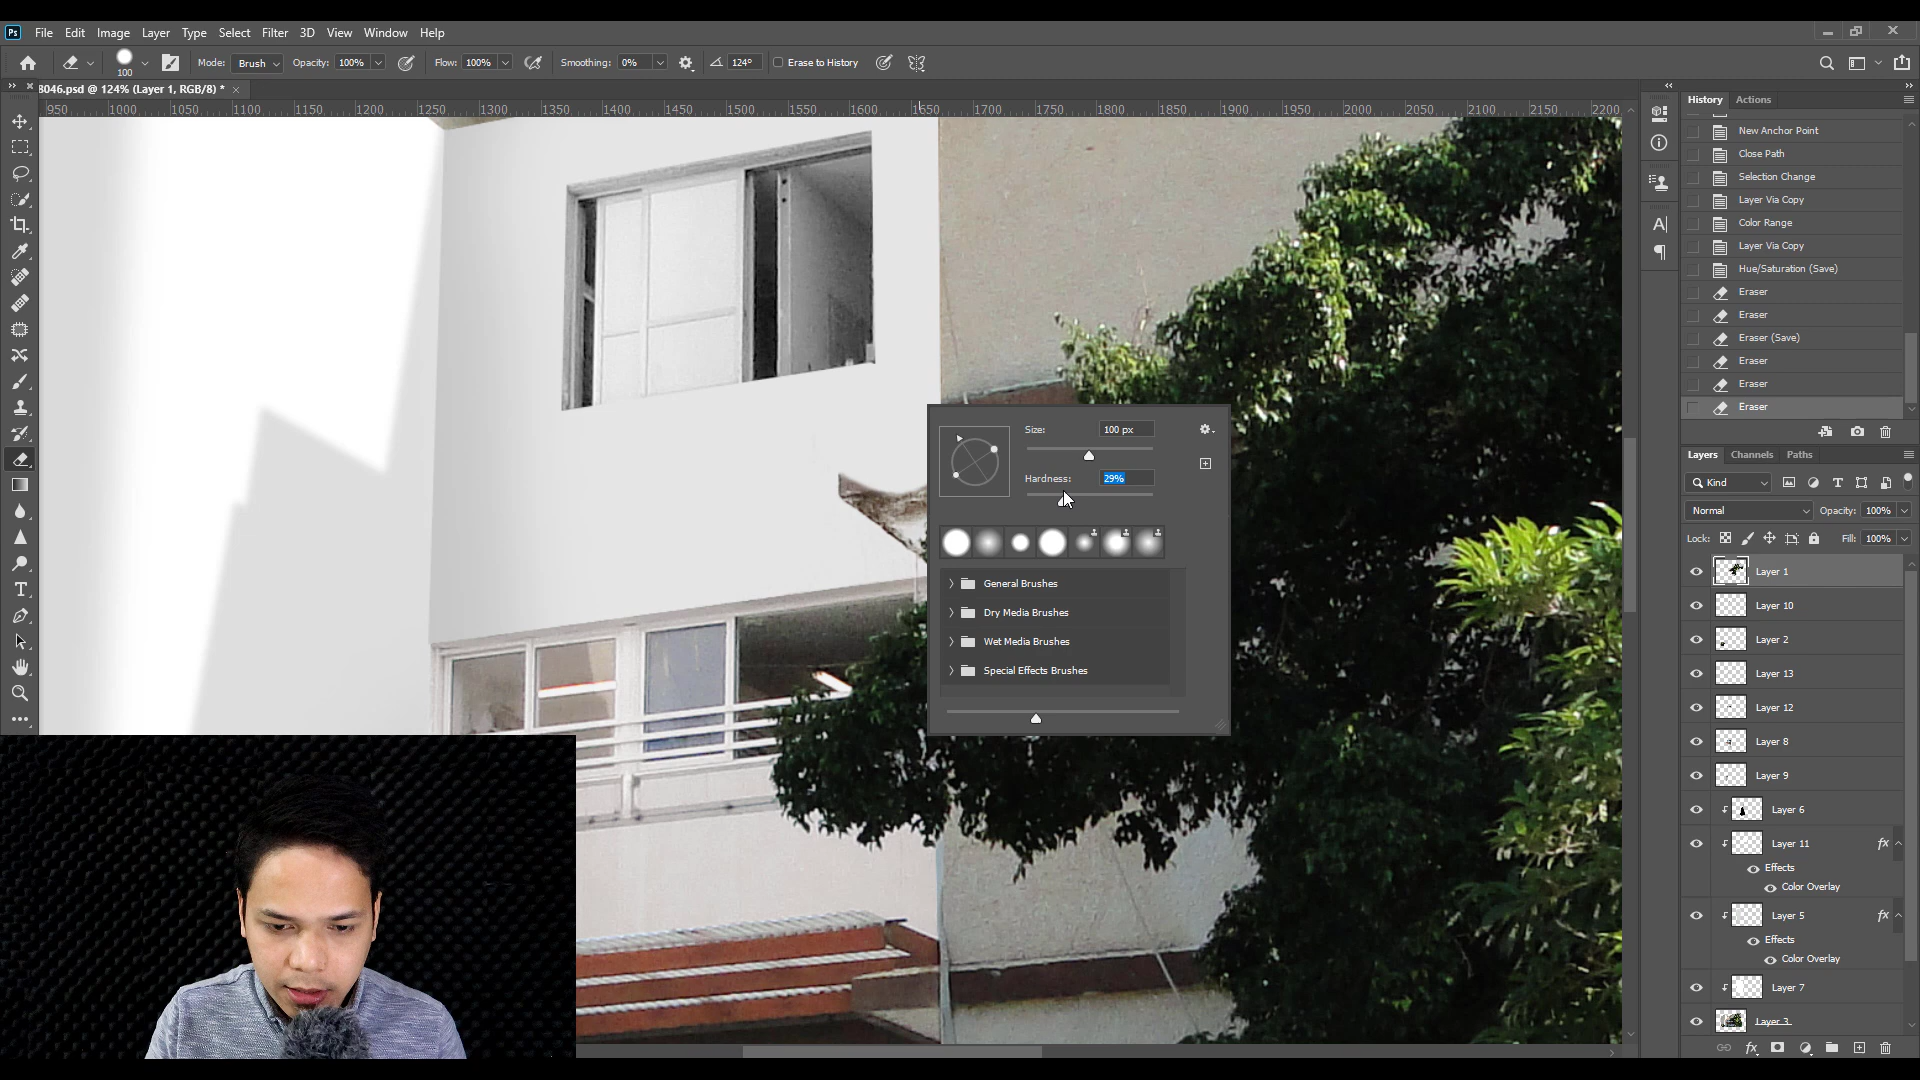 Ps File Edit Image Layer Type Select Filter 3D View Window Help
100 Mode: Brush Opacity: 100% Flow: 100% Smoothing: 0% 124° Erase to History
8046.psd @ 124% (Layer 1, RGB/8) *
950 1000 1050 1100 1150 1200 1250 1300 1350 1400 1450 1500 1550 1600 1650 1700 1750 1800 1850 1900 1950 2000 2050 2100 2150 2200
History Actions
New Anchor Point
Close Path
Selection Change
Layer Via Copy
Color Range
Layer Via Copy
Hue/Saturation (Save)
Eraser
Eraser
Eraser (Save)
Eraser
Eraser
Eraser
Size: 100 px
Hardness: 29%
General Brushes
Dry Media Brushes
Wet Media Brushes
Special Effects Brushes
Layers Channels Paths
Kind
Normal Opacity: 100%
Lock: Fill: 100%
Layer 1
Layer 10
Layer 2
Layer 13
Layer 12
Layer 8
Layer 9
Layer 6
Layer 11 fx
Effects
Color Overlay
Layer 5 fx
Effects
Color Overlay
Layer 7
Layer 3
fx